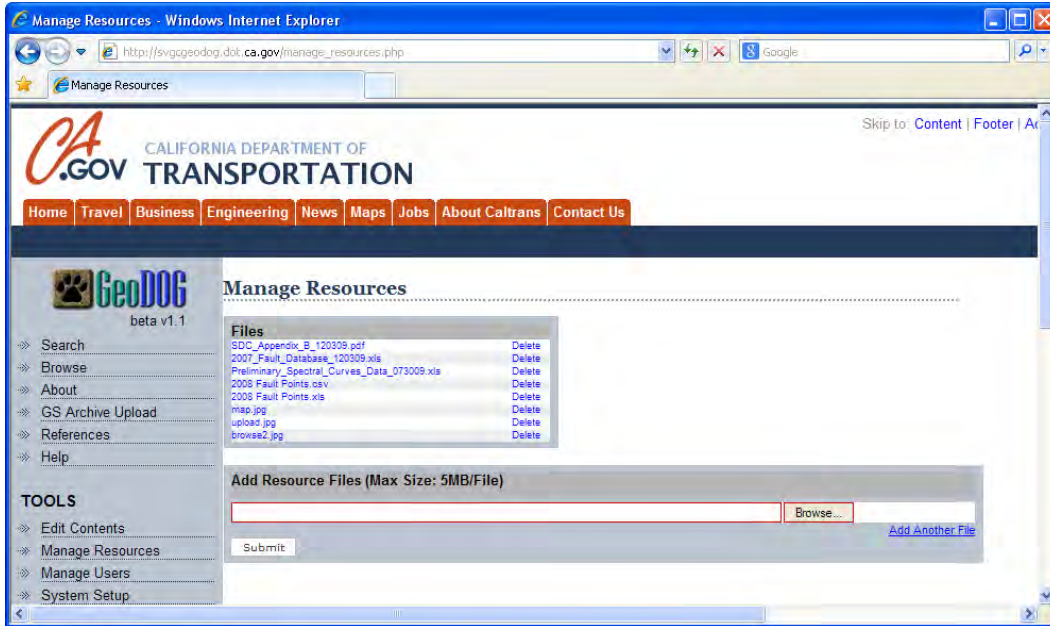 Manage Resources - Windows Internet Explorer
http://svgcgeodog.dot.ca.gov/manage_resources.php
Google
Manage Resources
Skip to: Content | Footer |
CA.GOV
CALIFORNIA DEPARTMENT OF
TRANSPORTATION
Home Travel Business Engineering News Maps Jobs About Caltrans Contact Us
GeoDOG
beta v1.1
Search
Browse
About
GS Archive Upload
References
Help
TOOLS
Edit Contents
Manage Resources
Manage Users
System Setup
Manage Resources
Files
SDC_Appendix_B_120309.pdf Delete
2007_Fault_Database_120309.xls Delete
Preliminary_Spectral_Curves_Data_073009.xls Delete
2008 Fault Points.csv Delete
2008 Fault Points.xls Delete
map.jpg Delete
upload.jpg Delete
browse2.jpg Delete
Add Resource Files (Max Size: 5MB/File)
Browse...
Add Another File
Submit